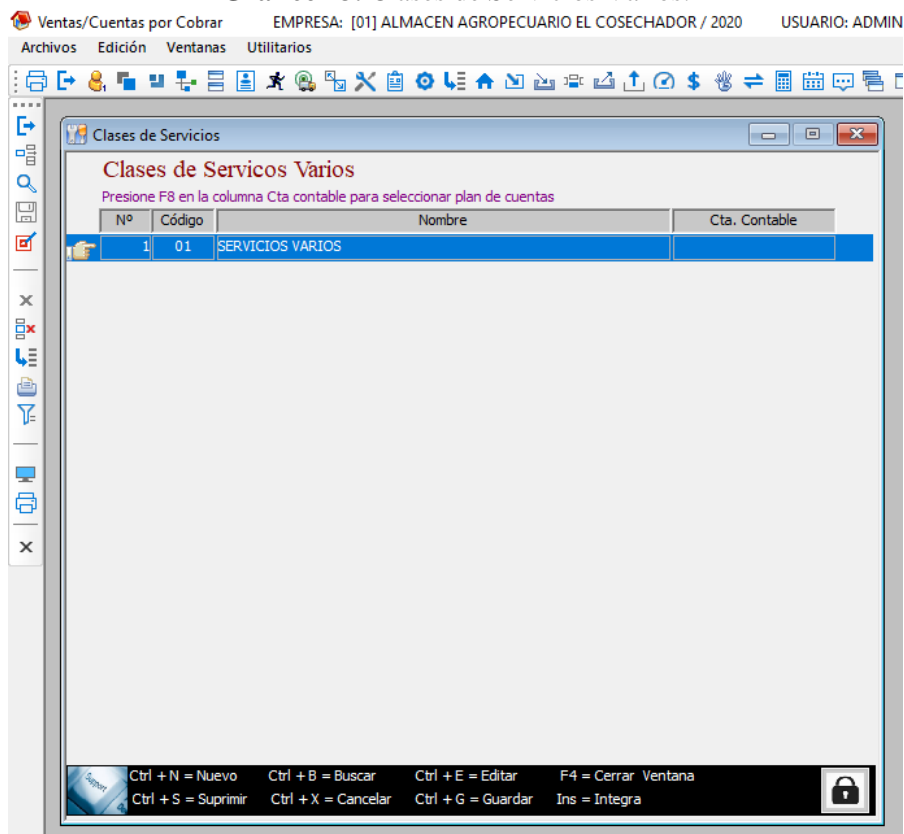 Ventas/Cuentas por Cobrar EMPRESA: [01] ALMACEN AGROPECUARIO EL COSECHADOR / 2020 USUARIO: ADMIN
Archivos Edición Ventanas Utilitarios
Clases de Servicios
Clases de Servicos Varios
Presione F8 en la columna Cta contable para seleccionar plan de cuentas
Nº Código Nombre Cta. Contable
1 01 SERVICIOS VARIOS
Support
Ctrl + N = Nuevo Ctrl + B = Buscar Ctrl + E = Editar F4 = Cerrar Ventana
Ctrl + S = Suprimir Ctrl + X = Cancelar Ctrl + G = Guardar Ins = Integra